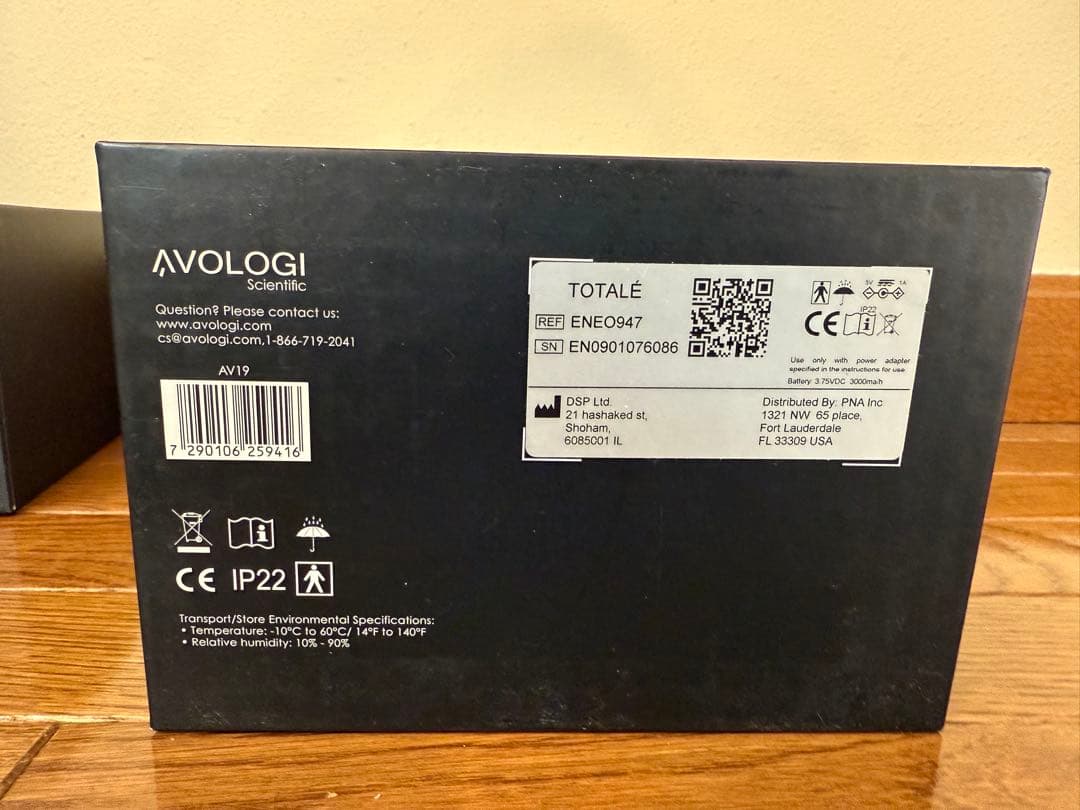 AVOLOGI
Scientific
Question? Please contact us:
www.avologi.com
cs@avologi.com,1-866-719-2041
AV19
7 290106 259416
CE IP22
Transport/Store Environmental Specifications:
• Temperature: -10°C to 60°C/ 14°F to 140°F
• Relative humidity: 10% - 90%
TOTALÉ
REF ENEO947
SN EN0901076086
5V 1A
IP22
CE
Use only with power adapter
specified in the instructions for use
Battery: 3.75VDC 3000ma/h
DSP Ltd.
21 hashaked st,
Shoham,
6085001 IL
Distributed By: PNA Inc
1321 NW 65 place,
Fort Lauderdale
FL 33309 USA